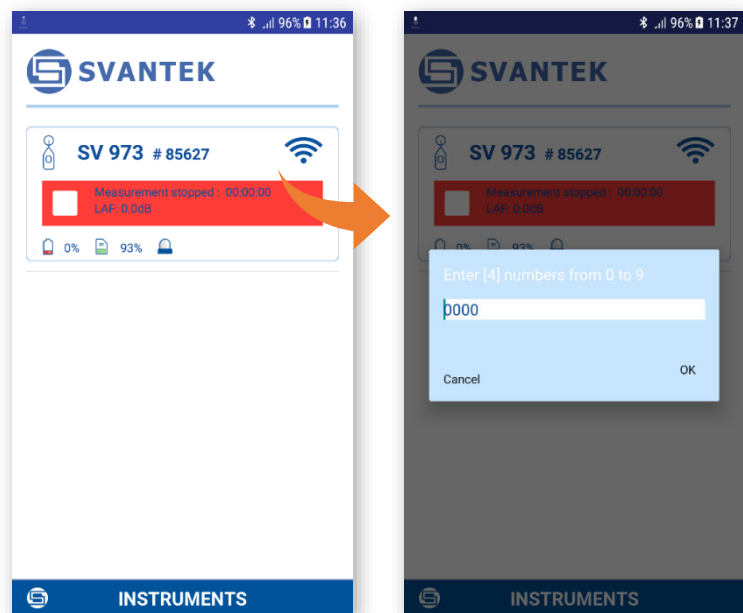 96% 11:36
SVANTEK
SV 973 # 85627
Measurement stopped : 00:00:00
LAF: 0.0dB
0% 93%
INSTRUMENTS
96% 11:37
SVANTEK
SV 973 # 85627
Measurement stopped : 00:00:00
LAF: 0.0dB
0% 93%
Enter [4] numbers from 0 to 9
0000
Cancel OK
INSTRUMENTS